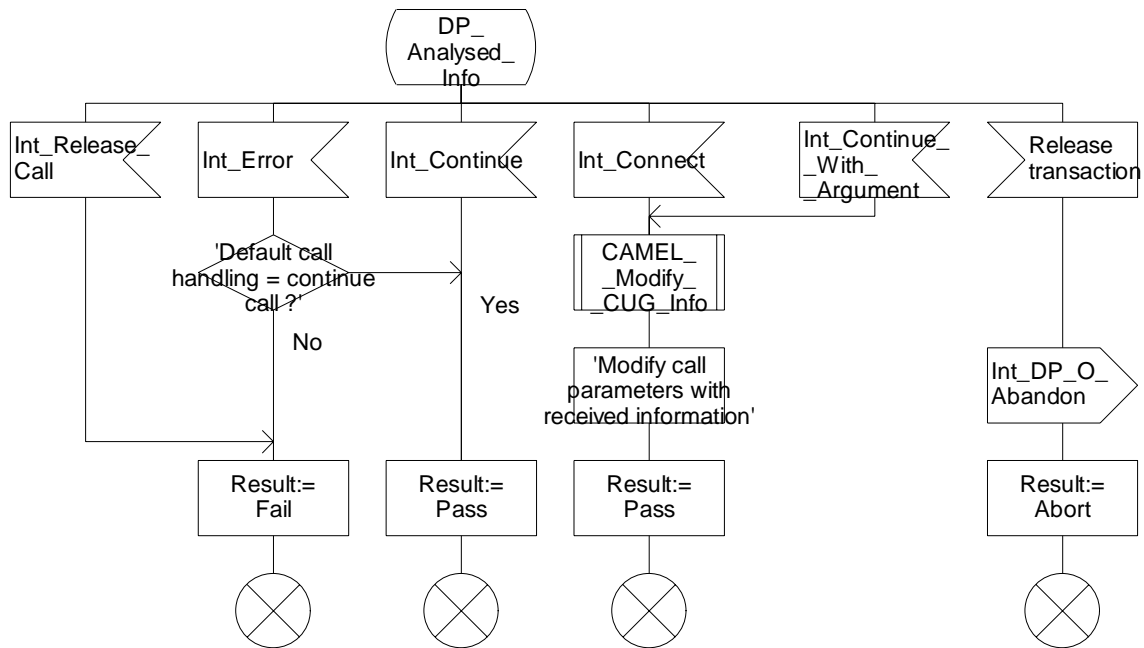 DP_
Analysed_
Info
Int_Release_
Call
Int_Error
Int_Continue
Int_Connect
Int_Continue_
_With_
_Argument
Release
transaction
'Default call
handling = continue
call ?'
Yes
No
CAMEL_
_Modify_
_CUG_Info
'Modify call
parameters with
received information'
Int_DP_O_
Abandon
Result:=
Fail
Result:=
Pass
Result:=
Pass
Result:=
Abort